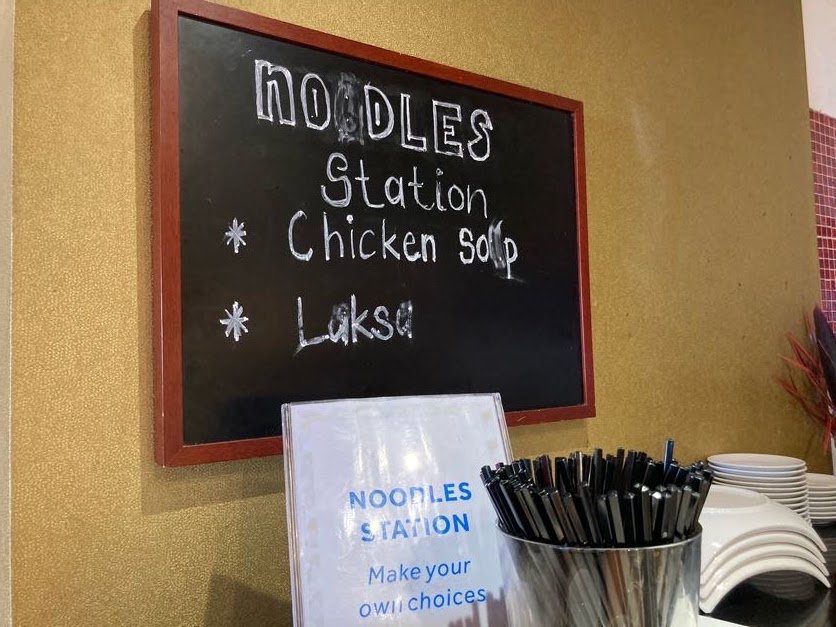 NOODLES
Station
* Chicken soup
* Laksa
NOODLES
STATION
Make your
own choices